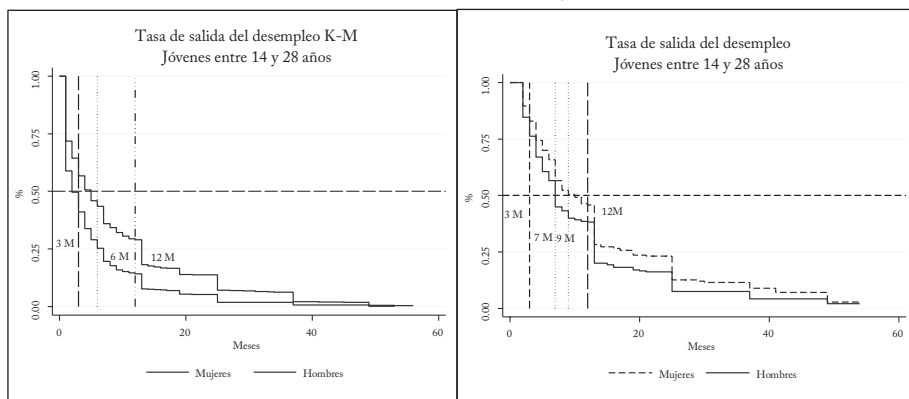 Tasa de salida del desempleo K-M
Jóvenes entre 14 y 28 años
1.00
0.75
0.50
0.25
0.00
%
3 M
6 M
12 M
0
20
40
60
Meses
Mujeres
Hombres
Tasa de salida del desempleo
Jóvenes entre 14 y 28 años
1.00
0.75
0.50
0.25
0.00
%
3 M
7 M
9 M
12M
0
20
40
60
Meses
Mujeres
Hombres